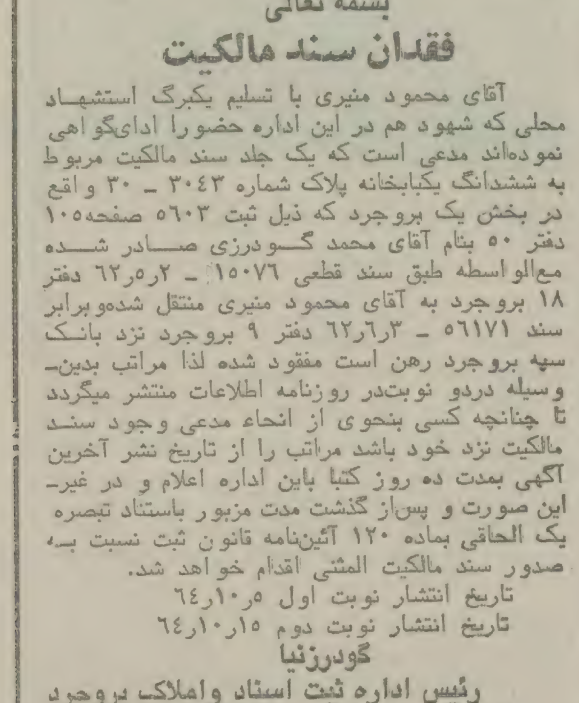 بسمه تعالی
فقدان سند مالکیت
آقای محمود منیری با تسلیم یکبرگ استشهاد
محلی که شهود هم در این اداره حضورا ادای‌گواهی
نموده‌اند مدعی است که یک جلد سند مالکیت مربوط
به ششدانگ یکبابخانه پلاک شماره ۳۰۴۳ ـ ۳۰ واقع
در بخش یک بروجرد که ذیل ثبت ۵۶۰۳ صفحه۱۰۵
دفتر ۵۰ بنام آقای محمد گودرزی صادر شده
مع‌الواسطه طبق سند قطعی ۱۵۰۷۶ ـ ۲ر۵ر۶۲ دفتر
۱۸ بروجرد به آقای محمود منیری منتقل شده‌وبرابر
سند ۵۶۱۷۱ ـ ۳ر۶ر۶۲ دفتر ۹ بروجرد نزد بانک
سپه بروجرد رهن است مفقود شده لذا مراتب بدین‌ـ
وسیله دردو نوبت‌در روزنامه اطلاعات منتشر میگردد
تا چنانچه کسی بنحوی از انحاء مدعی وجود سند
مالکیت نزد خود باشد مراتب را از تاریخ نشر آخرین
آگهی بمدت ده روز کتبا باین اداره اعلام و در غیرـ
این صورت و پس‌از گذشت مدت مزبور باستناد تبصره
یک الحاقی بماده ۱۲۰ آئین‌نامه قانون ثبت نسبت به
صدور سند مالکیت المثنی اقدام خواهد شد.
تاریخ انتشار نوبت اول ۵ر۱۰ر۶۴
تاریخ انتشار نوبت دوم ۱۵ر۱۰ر۶۴
گودرزنیا
رئیس اداره ثبت اسناد واملاک بروجرد